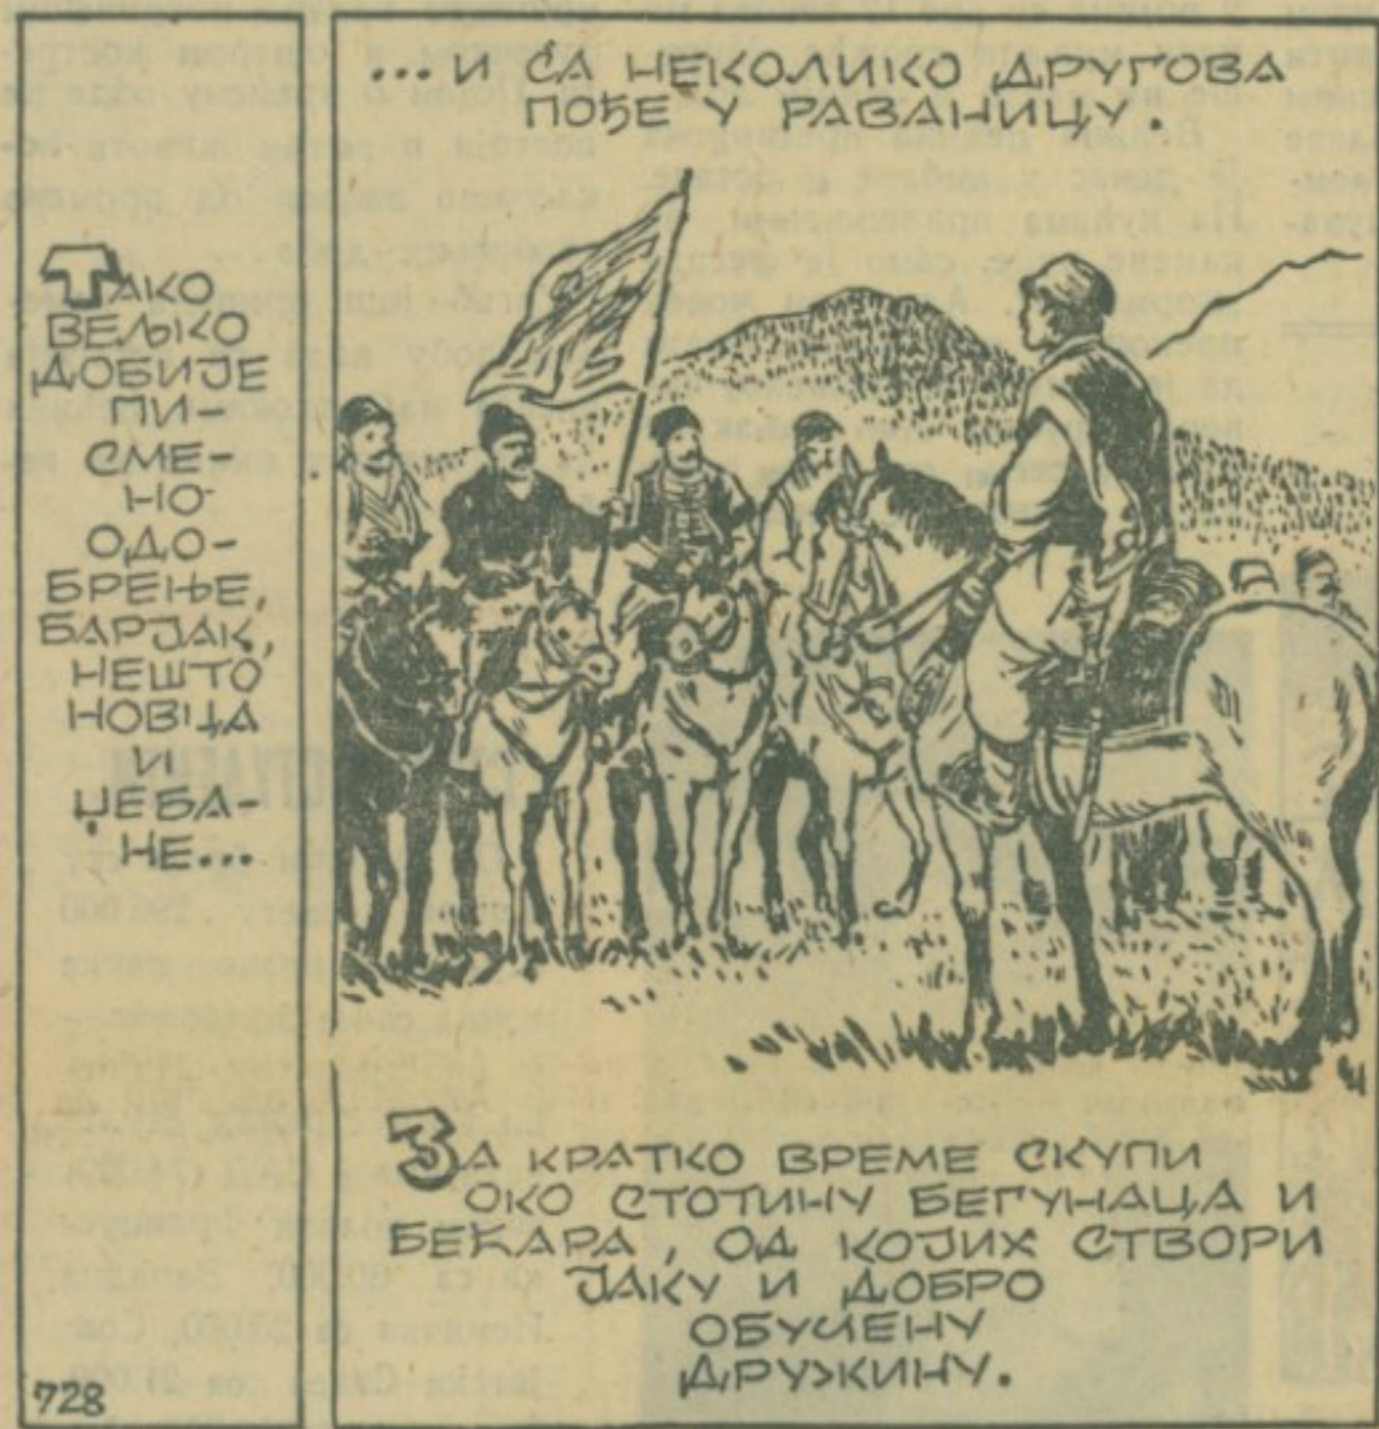 ТАКО
ВЕЉКО
ДОБИЈЕ
ПИ-
СМЕ-
НО
ОДО-
БРЕЊЕ,
БАРЈАК,
НЕШТО
НОВЦА
И
ЏЕБА-
НЕ...
728
...И СА НЕКОЛИКО ДРУГОВА
ПОЂЕ У РАВАНИЦУ.
ЗА КРАТКО ВРЕМЕ СКУПИ
ОКО СТОТИНУ БЕГУНАЦА И
БЕЋАРА, ОД КОЈИХ СТВОРИ
ЈАКУ И ДОБРО
ОБУЧЕНУ
ДРУЖИНУ.